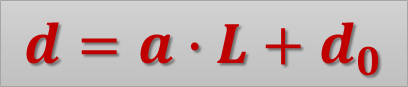 d = a · L + d₀